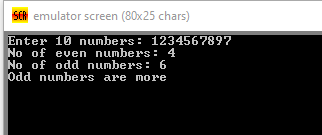 SCR emulator screen (80x25 chars)
Enter 10 numbers: 1234567897
No of even numbers: 4
No of odd numbers: 6
Odd numbers are more